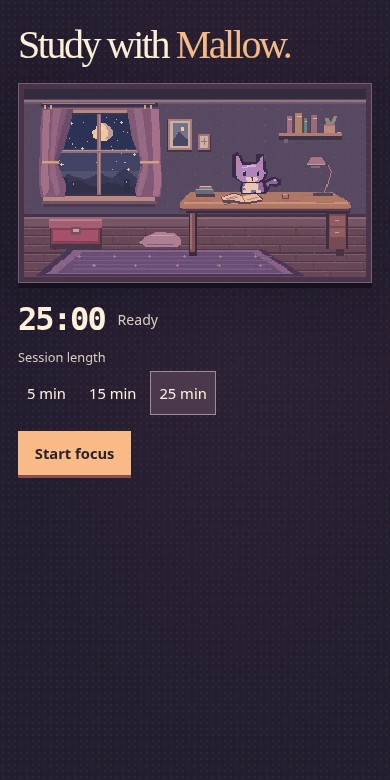 Study with Mallow.
25:00 Ready
Session length
5 min 15 min 25 min
Start focus